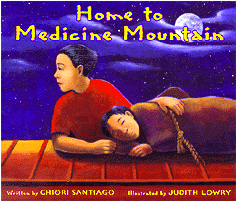 Home to
Medicine Mountain
Written by CHIORI SANTIAGO Illustrated by JUDITH LOWRY